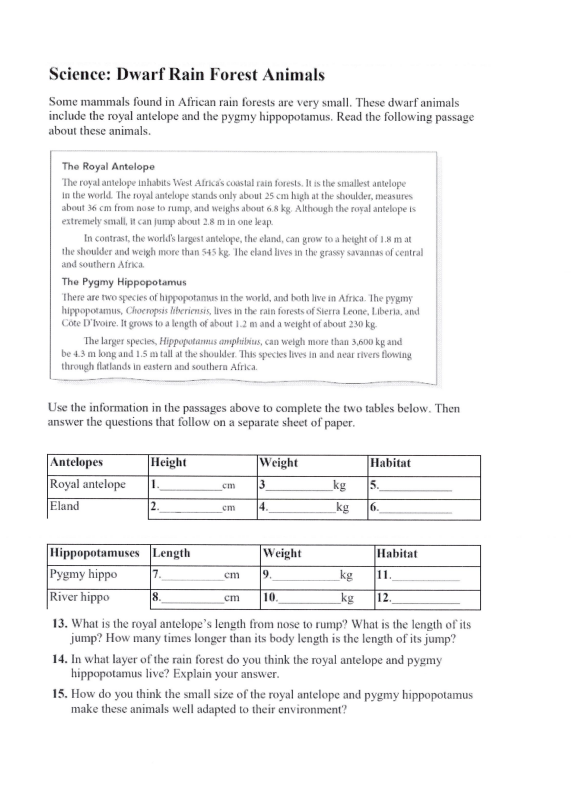 Science: Dwarf Rain Forest Animals
Some mammals found in African rain forests are very small. These dwarf animals
include the royal antelope and the pygmy hippopotamus. Read the following passage
about these animals.
The Royal Antelope
The royal antelope inhabits West Africa's coastal rain forests. It is the smallest antelope
in the world. The royal antelope stands only about 25 cm high at the shoulder, measures
about 36 cm from nose to rump, and weighs about 6.8 kg. Although the royal antelope is
extremely small, it can jump about 2.8 m in one leap.
In contrast, the world's largest antelope, the eland, can grow to a height of 1.8 m at
the shoulder and weigh more than 545 kg. The eland lives in the grassy savannas of central
and southern Africa.
The Pygmy Hippopotamus
There are two species of hippopotamus in the world, and both live in Africa. The pygmy
hippopotamus, Choeropsis liberiensis, lives in the rain forests of Sierra Leone, Liberia, and
Côte D'Ivoire. It grows to a length of about 1.2 m and a weight of about 230 kg.
The larger species, Hippopotamus amphibius, can weigh more than 3,600 kg and
be 4.3 m long and 1.5 m tall at the shoulder. This species lives in and near rivers flowing
through flatlands in eastern and southern Africa.
Use the information in the passages above to complete the two tables below. Then
answer the questions that follow on a separate sheet of paper.
Antelopes Height Weight Habitat
Royal antelope 1.__________ cm 3__________kg 5.__________
Eland 2.__________ cm 4.__________kg 6.__________
Hippopotamuses Length Weight Habitat
Pygmy hippo 7.__________ cm 9.__________ kg 11.__________
River hippo 8.__________ cm 10.__________ kg 12.__________
13. What is the royal antelope's length from nose to rump? What is the length of its
jump? How many times longer than its body length is the length of its jump?
14. In what layer of the rain forest do you think the royal antelope and pygmy
hippopotamus live? Explain your answer.
15. How do you think the small size of the royal antelope and pygmy hippopotamus
make these animals well adapted to their environment?